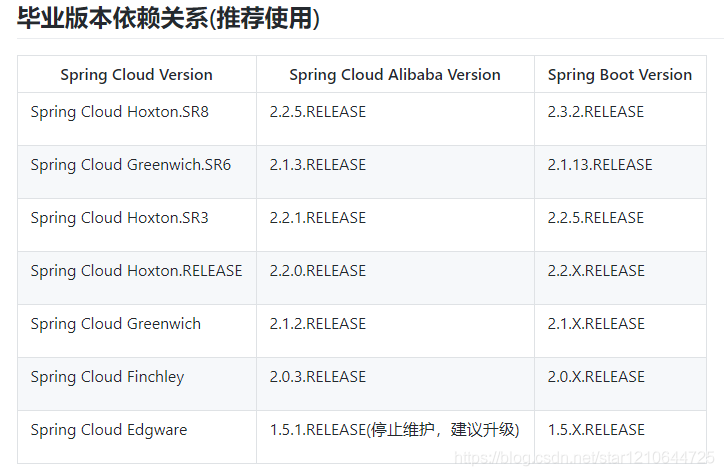 毕业版本依赖关系(推荐使用)
Spring Cloud Version Spring Cloud Alibaba Version Spring Boot Version
Spring Cloud Hoxton.SR8 2.2.5.RELEASE 2.3.2.RELEASE
Spring Cloud Greenwich.SR6 2.1.3.RELEASE 2.1.13.RELEASE
Spring Cloud Hoxton.SR3 2.2.1.RELEASE 2.2.5.RELEASE
Spring Cloud Hoxton.RELEASE 2.2.0.RELEASE 2.2.X.RELEASE
Spring Cloud Greenwich 2.1.2.RELEASE 2.1.X.RELEASE
Spring Cloud Finchley 2.0.3.RELEASE 2.0.X.RELEASE
Spring Cloud Edgware 1.5.1.RELEASE(停止维护，建议升级) 1.5.X.RELEASE
https://blog.csdn.net/star1210644725